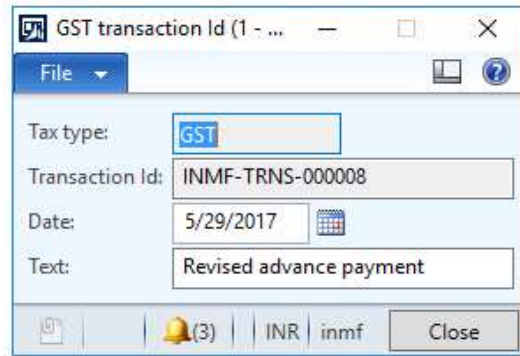 GST transaction Id (1 - ...
File
Tax type: GST
Transaction Id: INMF-TRNS-000008
Date: 5/29/2017
Text: Revised advance payment
(3) INR inmf Close